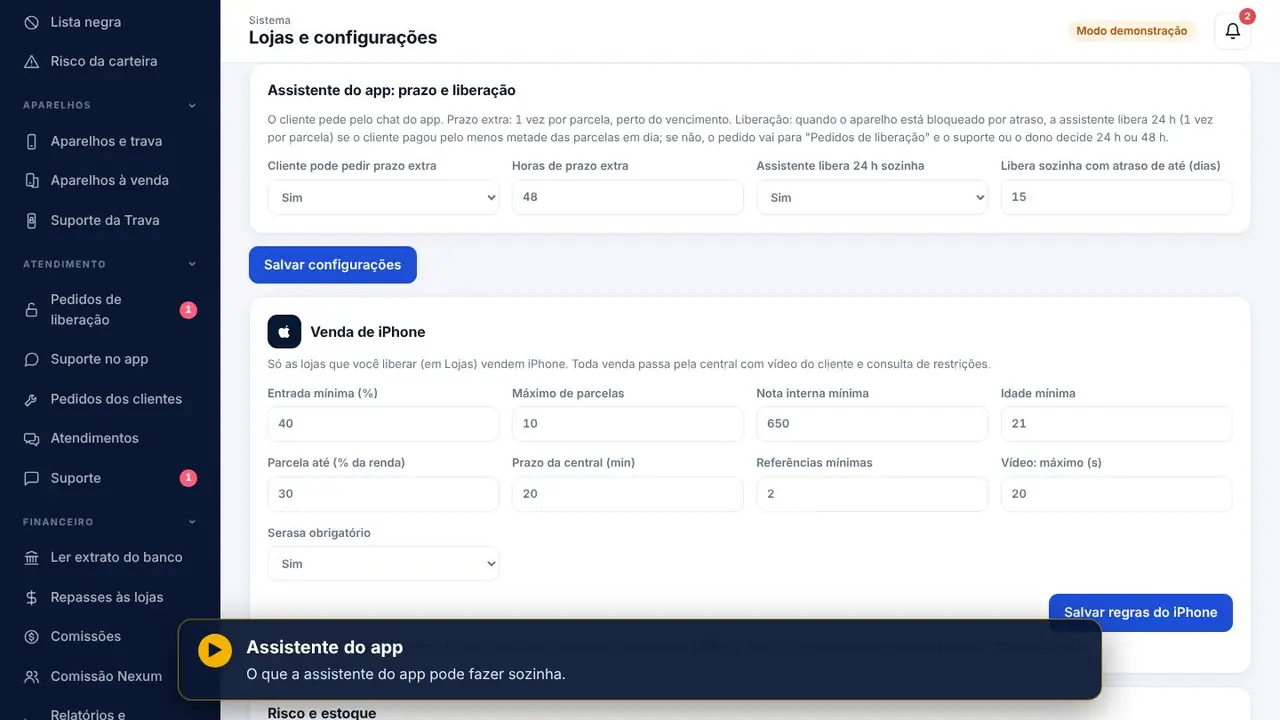 Lista negra
Risco da carteira
APARELHOS
Aparelhos e trava
Aparelhos à venda
Suporte da Trava
ATENDIMENTO
Pedidos de
liberação
1
Suporte no app
Pedidos dos clientes
Atendimentos
Suporte
1
FINANCEIRO
Ler extrato do banco
Repasses às lojas
Comissões
Comissão Nexum
Relatórios e
Sistema
Lojas e configurações
Modo demonstração
2
Assistente do app: prazo e liberação
O cliente pede pelo chat do app. Prazo extra: 1 vez por parcela, perto do vencimento. Liberação: quando o aparelho está bloqueado por atraso, a assistente libera 24 h (1 vez
por parcela) se o cliente pagou pelo menos metade das parcelas em dia; se não, o pedido vai para "Pedidos de liberação" e o suporte ou o dono decide 24 h ou 48 h.
Cliente pode pedir prazo extra Horas de prazo extra Assistente libera 24 h sozinha Libera sozinha com atraso de até (dias)
Sim 48 Sim 15
Salvar configurações
Venda de iPhone
Só as lojas que você liberar (em Lojas) vendem iPhone. Toda venda passa pela central com vídeo do cliente e consulta de restrições.
Entrada mínima (%) Máximo de parcelas Nota interna mínima Idade mínima
40 10 650 21
Parcela até (% da renda) Prazo da central (min) Referências mínimas Vídeo: máximo (s)
30 20 2 20
Serasa obrigatório
Sim
Salvar regras do iPhone
Assistente do app
O que a assistente do app pode fazer sozinha.
Risco e estoque